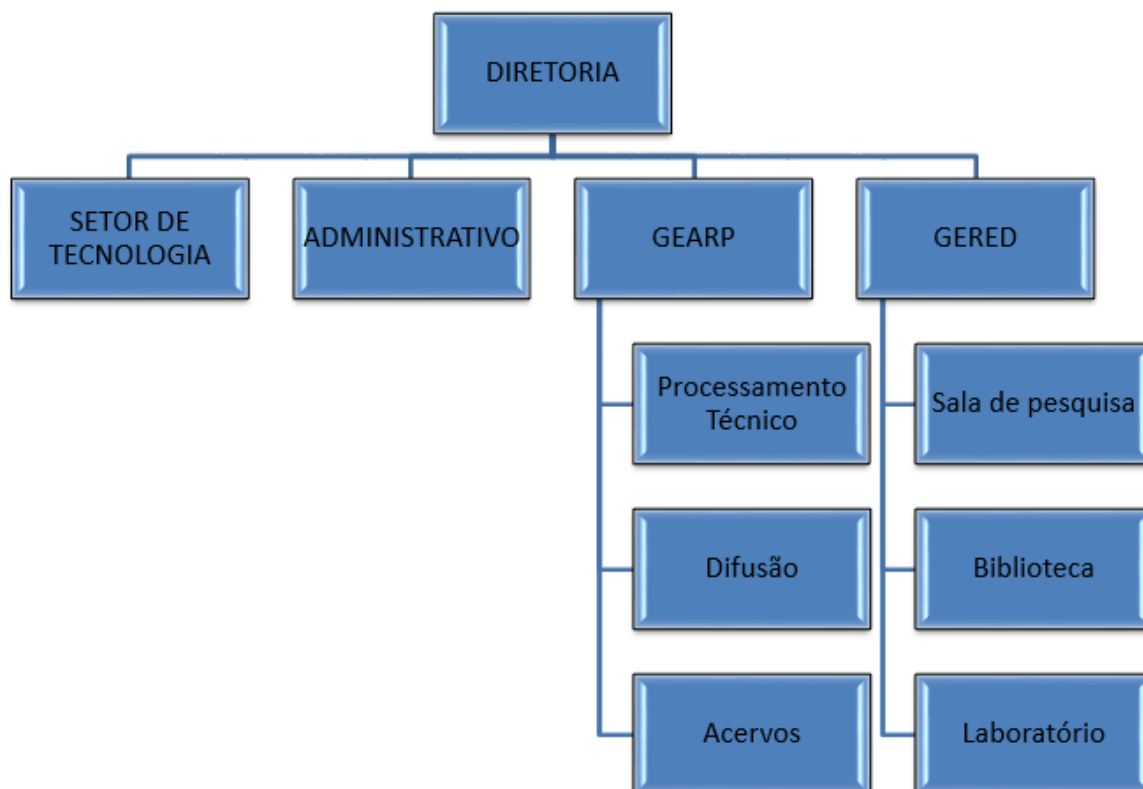 DIRETORIA
SETOR DE
TECNOLOGIA
ADMINISTRATIVO
GEARP
GERED
Processamento
Técnico
Sala de pesquisa
Difusão
Biblioteca
Acervos
Laboratório